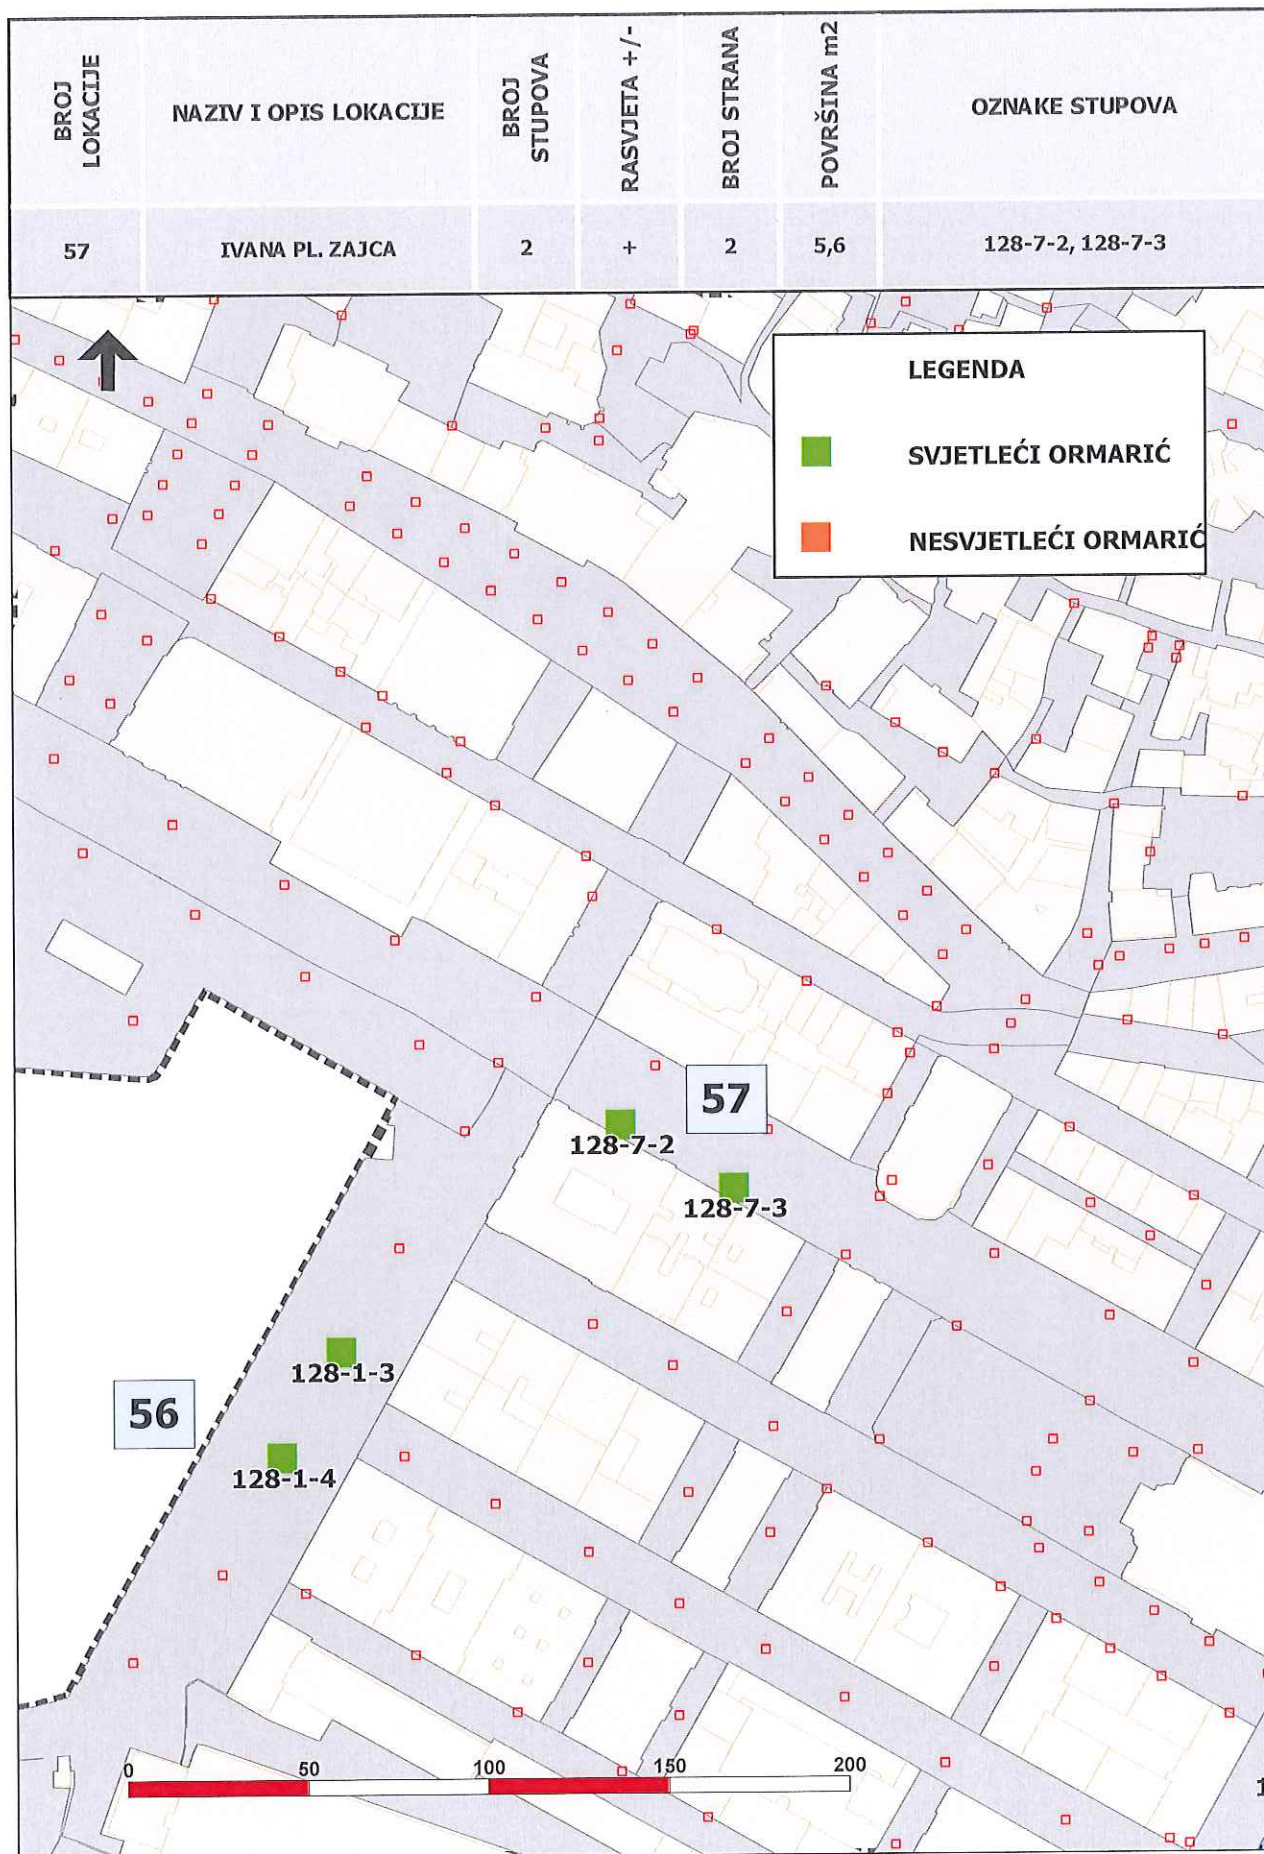 BROJ
LOKACIJE
NAZIV I OPIS LOKACIJE
BROJ
STUPOVA
RASVJETA +/-
BROJ STRANA
POVRŠINA m2
OZNAKE STUPOVA
57
IVANA PL. ZAJCA
2
+
2
5,6
128-7-2, 128-7-3
LEGENDA
SVJETLEĆI ORMARIĆ
NESVJETLEĆI ORMARIĆ
57
128-7-2
128-7-3
128-1-3
56
128-1-4
0 50 100 150 200
1